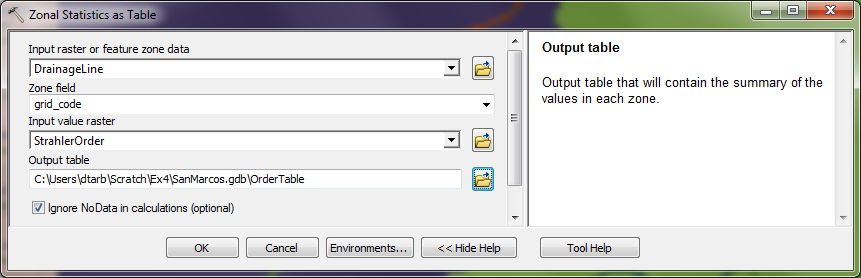 Zonal Statistics as Table
Input raster or feature zone data
DrainageLine
Zone field
grid_code
Input value raster
StrahlerOrder
Output table
C:\Users\dtarb\Scratch\Ex4\SanMarcos.gdb\OrderTable
Ignore NoData in calculations (optional)
Output table
Output table that will contain the summary of the
values in each zone.
OK
Cancel
Environments...
<< Hide Help
Tool Help